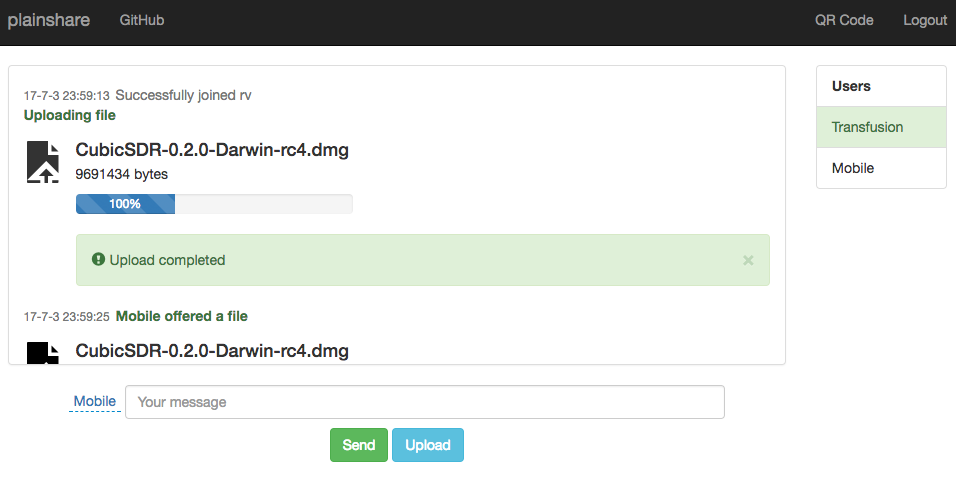 plainshare GitHub QR Code Logout
17-7-3 23:59:13 Successfully joined rv
Uploading file
CubicSDR-0.2.0-Darwin-rc4.dmg
9691434 bytes
100%
Upload completed ×
17-7-3 23:59:25 Mobile offered a file
CubicSDR-0.2.0-Darwin-rc4.dmg
Users
Transfusion
Mobile
Mobile Your message
Send Upload